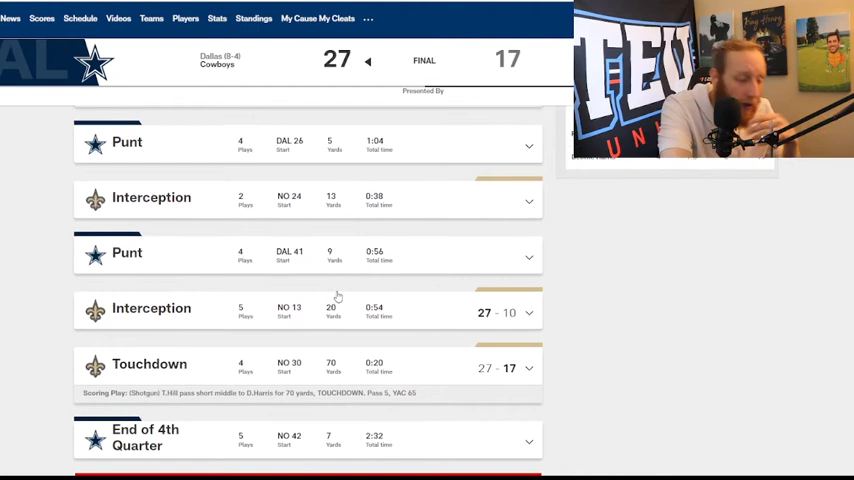 News Scores Schedule Videos Teams Players Stats Standings My Cause My Cleats ...
Dallas (8-4)
Cowboys
27
FINAL
17
Presented By
Punt 4 DAL 26 5 1:04
Plays Start Yards Total time
Interception 2 NO 24 13 0:38
Plays Start Yards Total time
Punt 4 DAL 41 9 0:56
Plays Start Yards Total time
Interception 5 NO 13 20 0:54 27 - 10
Plays Start Yards Total time
Touchdown 4 NO 30 70 0:20 27 - 17
Plays Start Yards Total time
Scoring Play: (Shotgun) T.Hill pass short middle to D.Harris for 70 yards, TOUCHDOWN. Pass 5, YAC 65
End of 4th
Quarter
5 NO 42 7 2:32
Plays Start Yards Total time